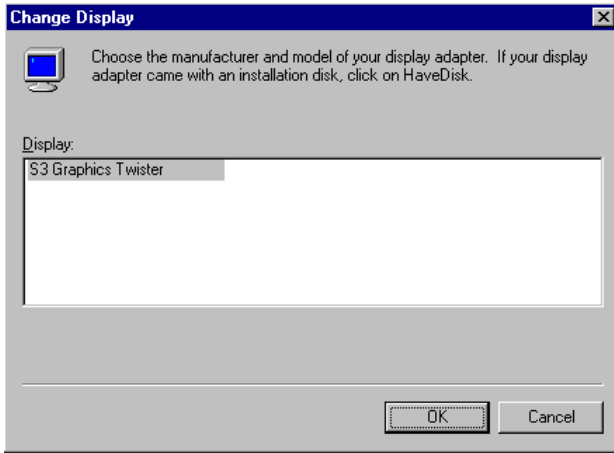 Change Display
Choose the manufacturer and model of your display adapter.  If your display
adapter came with an installation disk, click on HaveDisk.
Display:
S3 Graphics Twister
OK
Cancel